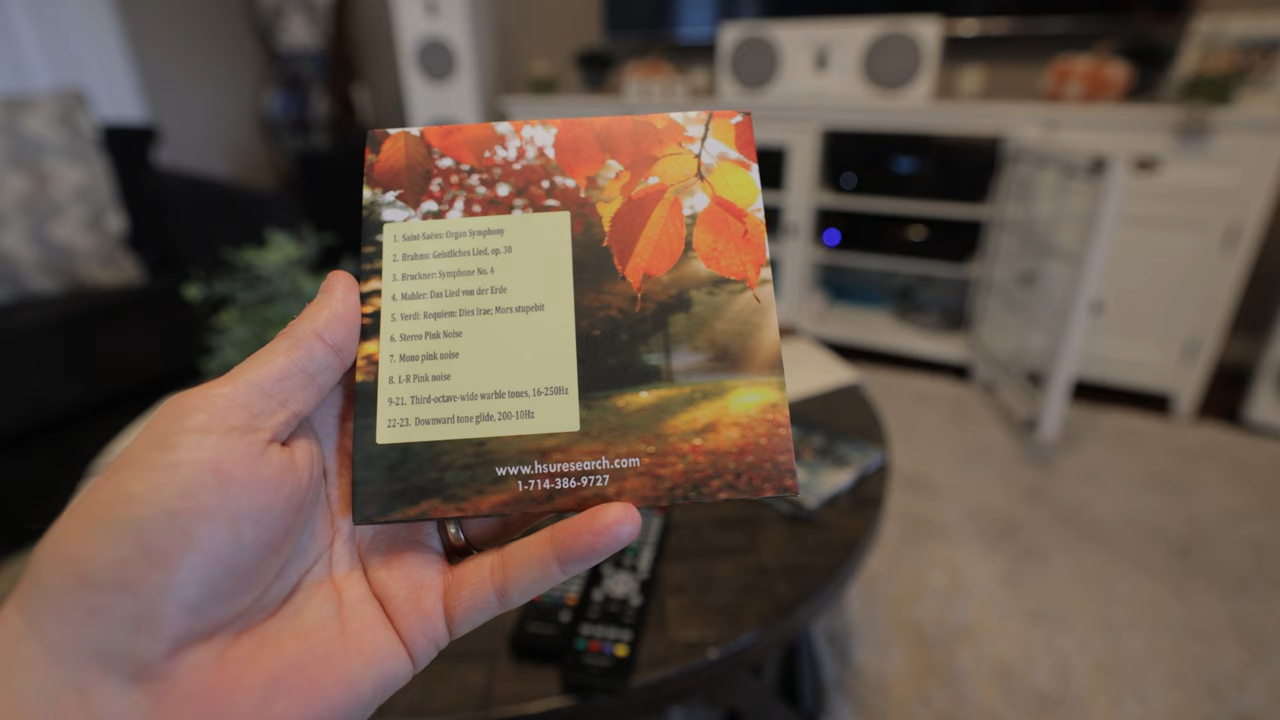 1. Saint-Saëns: Organ Symphony
2. Brahms: Geistliches Lied, op. 30
3. Bruckner: Symphone No. 4
4. Mahler: Das Lied von der Erde
5. Verdi: Requiem: Dies Irae; Mors stupebit
6. Stereo Pink Noise
7. Mono pink noise
8. L-R Pink noise
9-21. Third-octave-wide warble tones, 16-250Hz
22-23. Downward tone glide, 200-10Hz
www.hsuresearch.com
1-714-386-9727